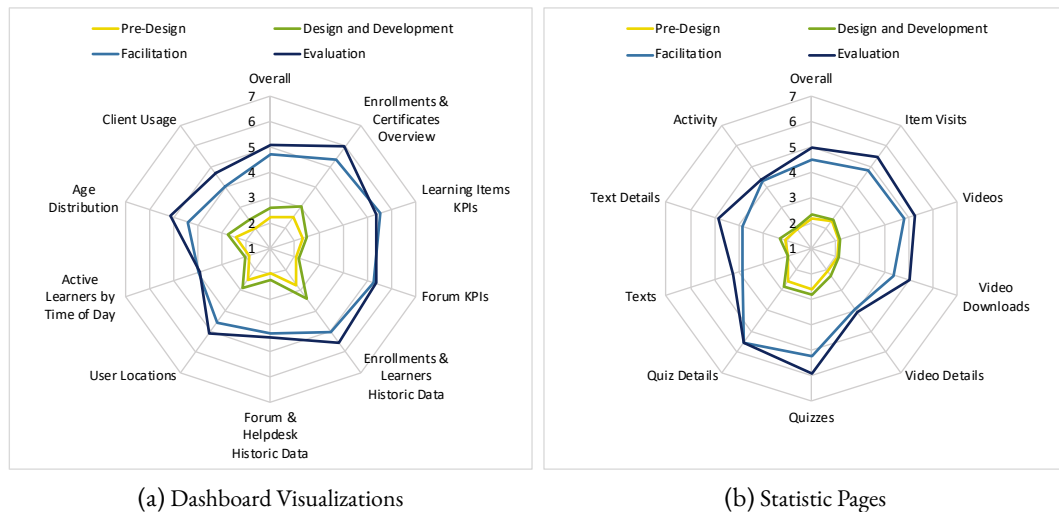 Pre-Design
Design and Development
Facilitation
Evaluation
Overall
7
6
5
4
3
2
1
Enrollments &
Certificates
Overview
Learning Items
KPIs
Forum KPIs
Enrollments &
Learners
Historic Data
Forum &
Helpdesk
Historic Data
User Locations
Active
Learners by
Time of Day
Age
Distribution
Client Usage
(a) Dashboard Visualizations
Pre-Design
Design and Development
Facilitation
Evaluation
Overall
7
6
5
4
3
2
1
Item Visits
Videos
Video
Downloads
Video Details
Quizzes
Quiz Details
Texts
Text Details
Activity
(b) Statistic Pages